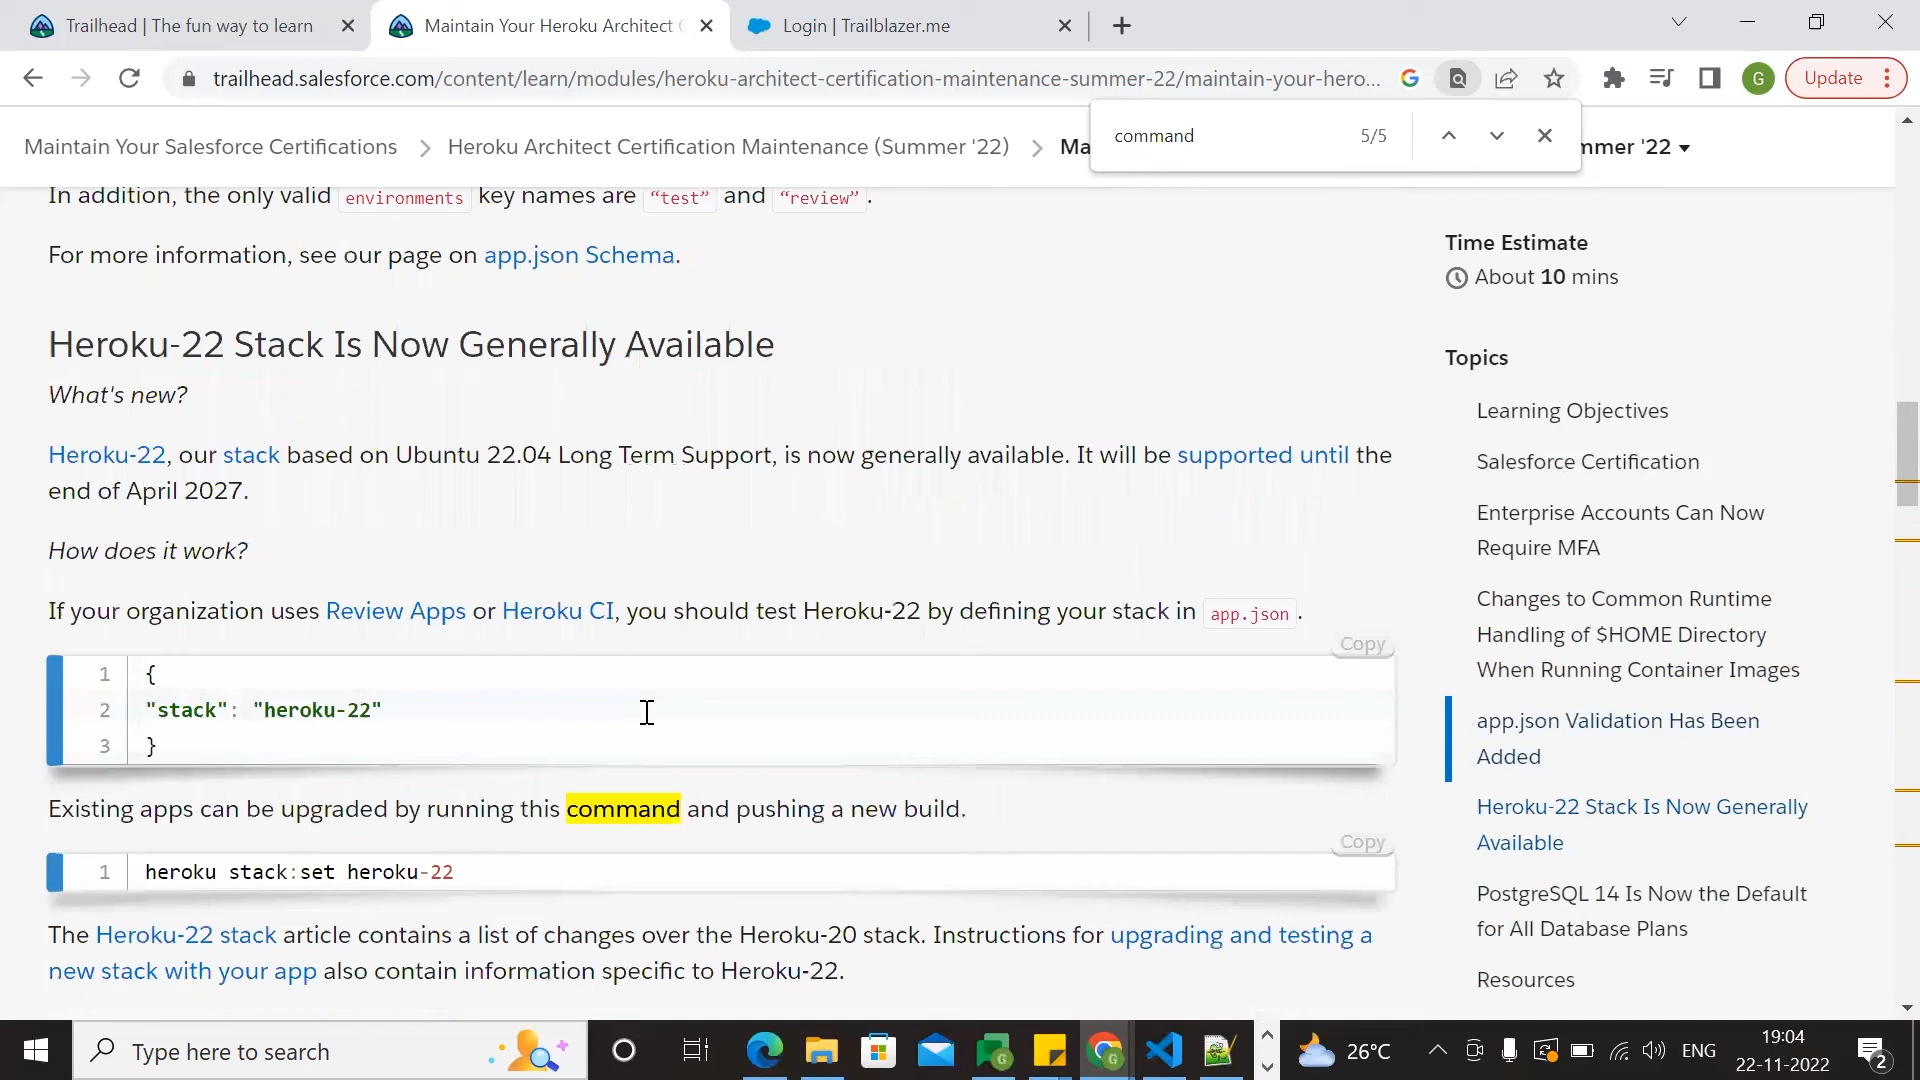 Trailhead | The fun way to learn
Maintain Your Heroku Architect C
Login | Trailblazer.me
trailhead.salesforce.com/content/learn/modules/heroku-architect-certification-maintenance-summer-22/maintain-your-hero...
G
Update
command 5/5
Maintain Your Salesforce Certifications
Heroku Architect Certification Maintenance (Summer '22)
Ma
mmer '22
In addition, the only valid environments key names are “test” and “review”.
For more information, see our page on app.json Schema.
Heroku-22 Stack Is Now Generally Available
What's new?
Heroku-22, our stack based on Ubuntu 22.04 Long Term Support, is now generally available. It will be supported until the
end of April 2027.
How does it work?
If your organization uses Review Apps or Heroku CI, you should test Heroku-22 by defining your stack in app.json.
Copy
1 {
2 "stack": "heroku-22"
3 }
Existing apps can be upgraded by running this command and pushing a new build.
Copy
1 heroku stack:set heroku-22
The Heroku-22 stack article contains a list of changes over the Heroku-20 stack. Instructions for upgrading and testing a
new stack with your app also contain information specific to Heroku-22.
Time Estimate
About 10 mins
Topics
Learning Objectives
Salesforce Certification
Enterprise Accounts Can Now
Require MFA
Changes to Common Runtime
Handling of $HOME Directory
When Running Container Images
app.json Validation Has Been
Added
Heroku-22 Stack Is Now Generally
Available
PostgreSQL 14 Is Now the Default
for All Database Plans
Resources
Type here to search
26°C
ENG
19:04
22-11-2022
2